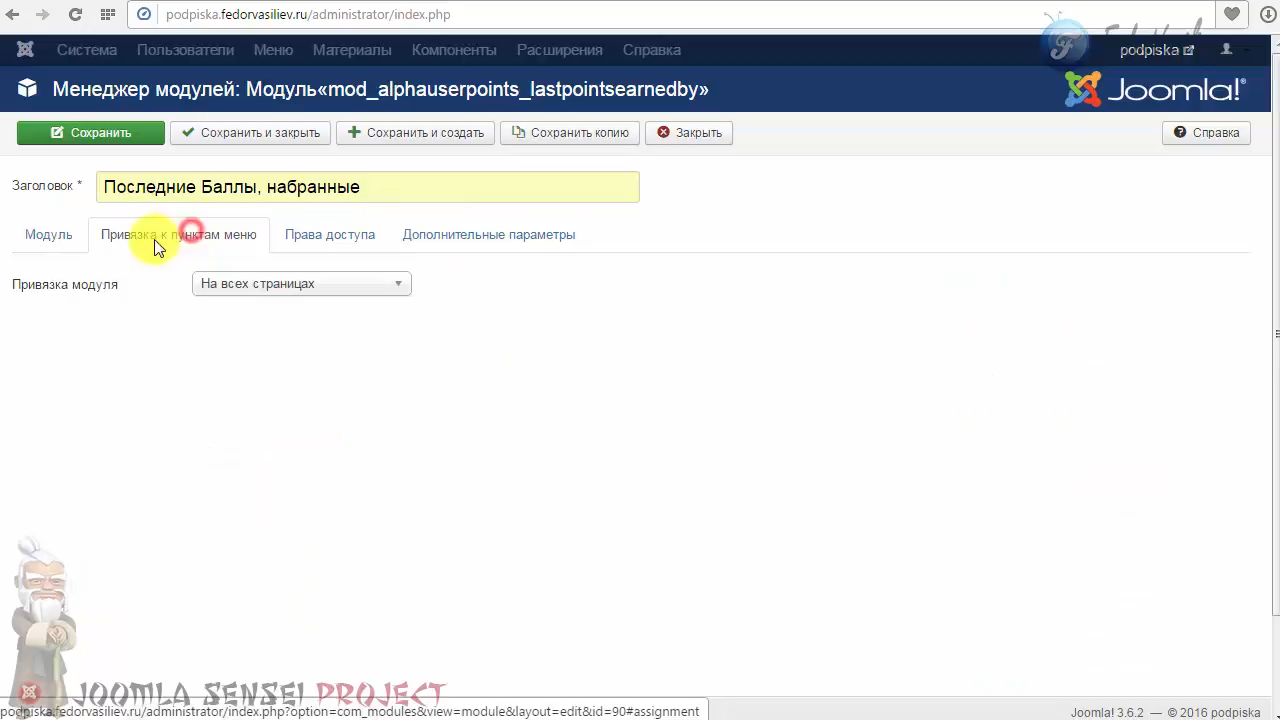 podpiska.fedorvasiliev.ru/administrator/index.php
Система Пользователи Меню Материалы Компоненты Расширения Справка podpiska
Менеджер модулей: Модуль«mod_alphauserpoints_lastpointsearnedby» Joomla!®
Сохранить Сохранить и закрыть Сохранить и создать Сохранить копию Закрыть Справка
Заголовок * Последние Баллы, набранные
Модуль Привязка к пунктам меню Права доступа Дополнительные параметры
Привязка модуля На всех страницах
JOOMLA SENSEI PROJECT
podpiska.fedorvasiliev.ru/administrator/index.php?option=com_modules&view=module&layout=edit&id=90#assignment Joomla! 3.6.2 — © 2016 podpiska